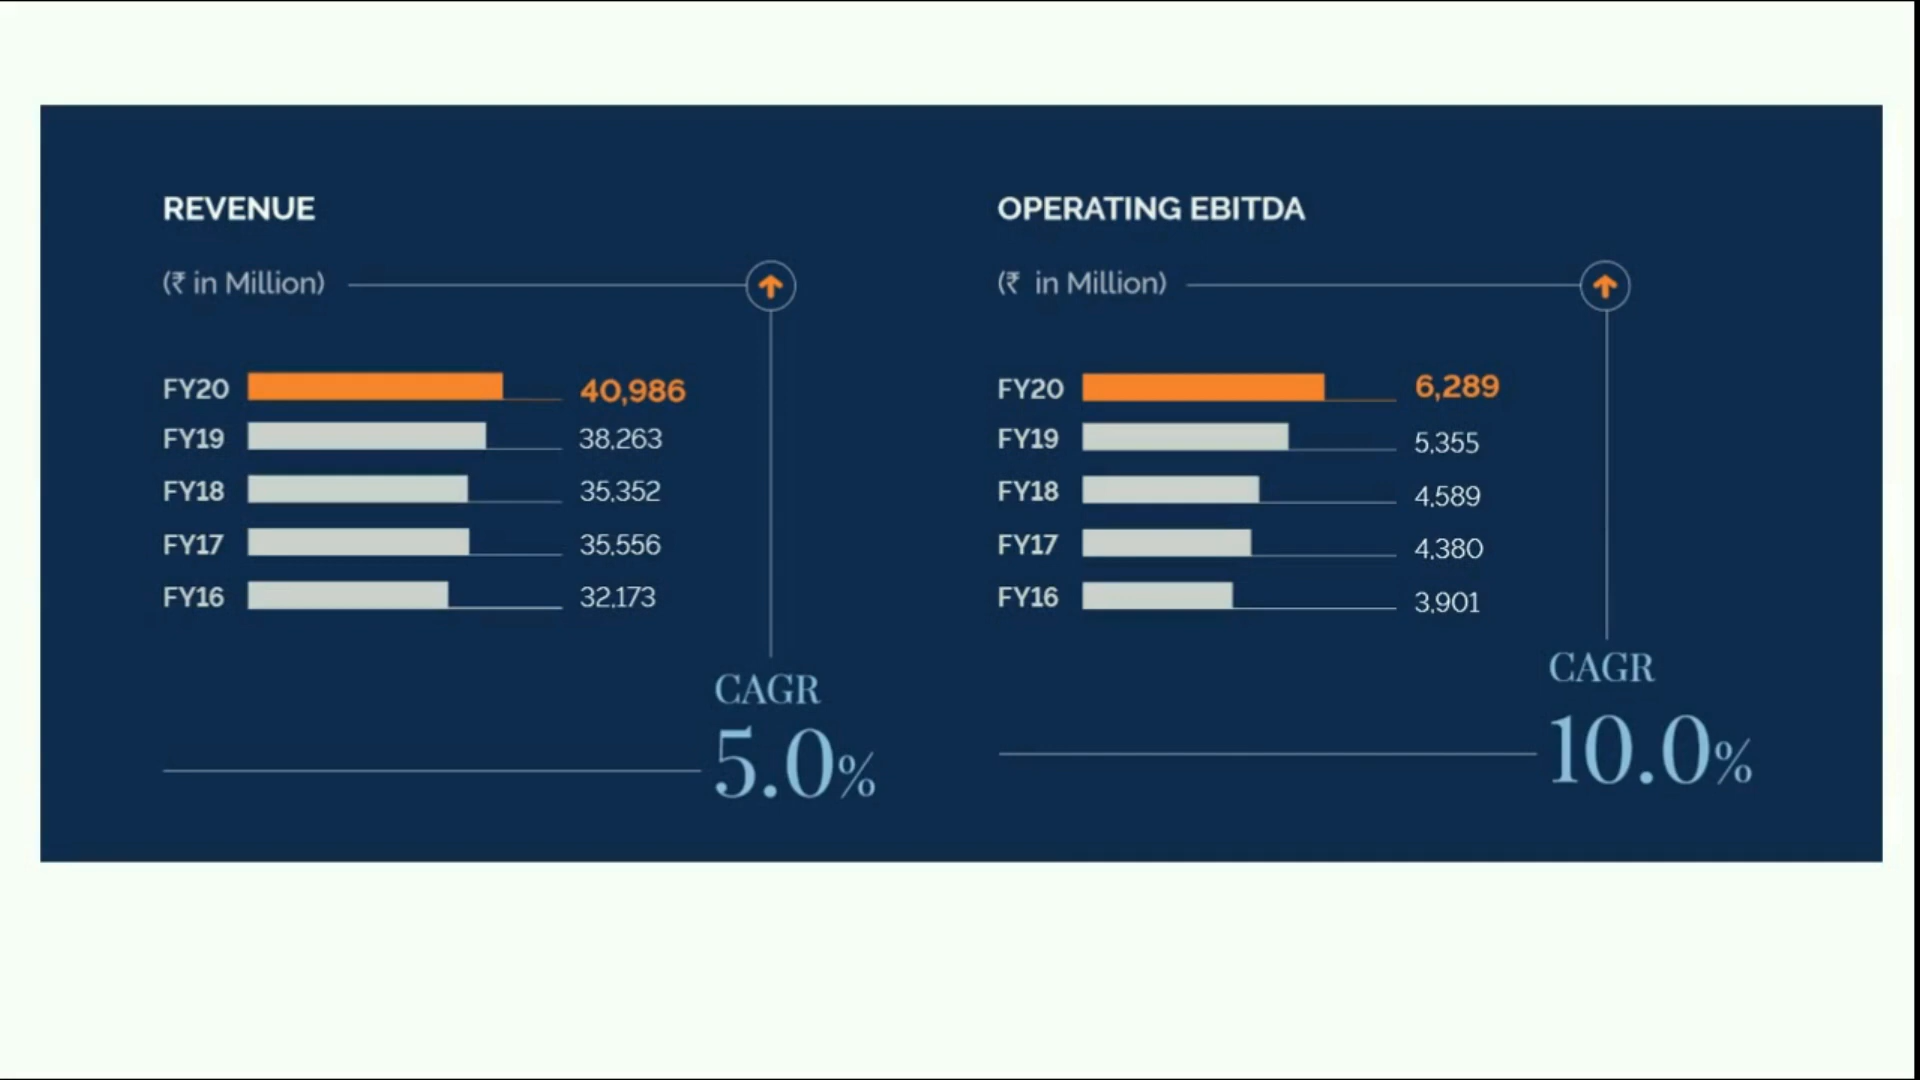 REVENUE
(₹ in Million)
FY20 40,986
FY19 38,263
FY18 35,352
FY17 35,556
FY16 32,173
CAGR
5.0%
OPERATING EBITDA
(₹ in Million)
FY20 6,289
FY19 5,355
FY18 4,589
FY17 4,380
FY16 3,901
CAGR
10.0%